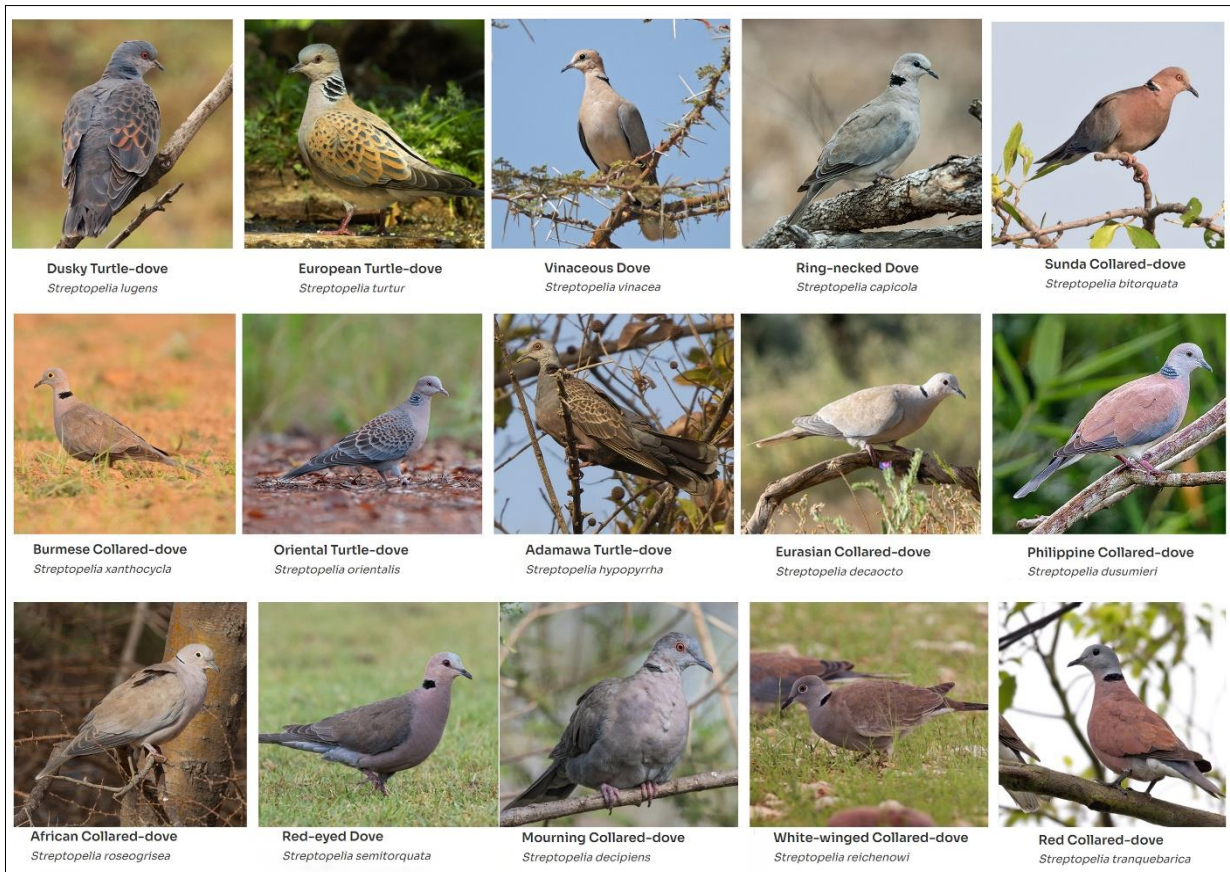 Dusky Turtle-dove
Streptopelia lugens
European Turtle-dove
Streptopelia turtur
Vinaceous Dove
Streptopelia vinacea
Ring-necked Dove
Streptopelia capicola
Sunda Collared-dove
Streptopelia bitorquata
Burmese Collared-dove
Streptopelia xanthocycla
Oriental Turtle-dove
Streptopelia orientalis
Adamawa Turtle-dove
Streptopelia hypopyrrha
Eurasian Collared-dove
Streptopelia decaocto
Philippine Collared-dove
Streptopelia dusumieri
African Collared-dove
Streptopelia roseogrisea
Red-eyed Dove
Streptopelia semitorquata
Mourning Collared-dove
Streptopelia decipiens
White-winged Collared-dove
Streptopelia reichenowi
Red Collared-dove
Streptopelia tranquebarica